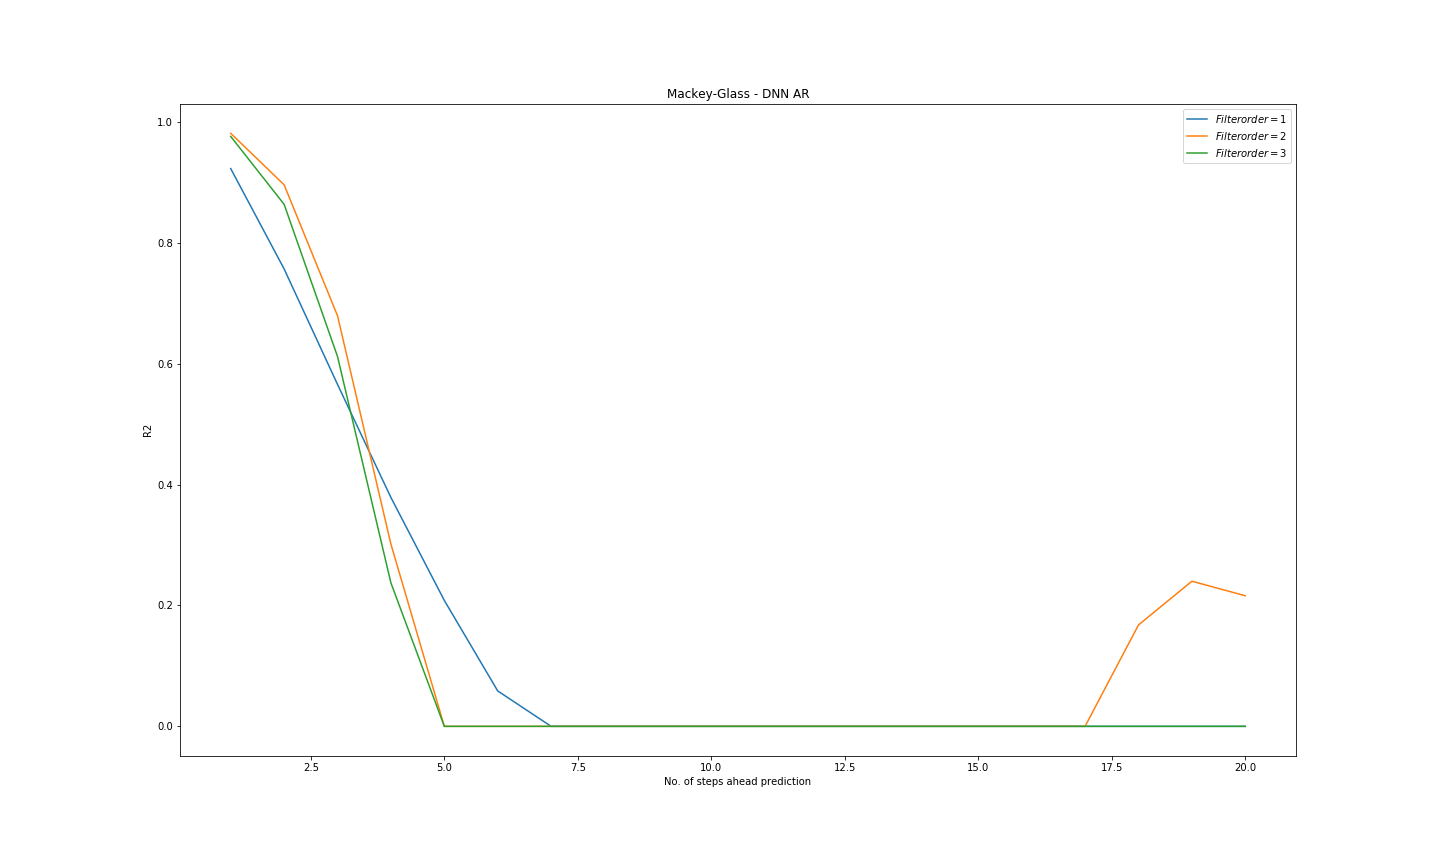 Mackey-Glass - DNN AR
Filterorder = 1
Filterorder = 2
Filterorder = 3
R2
1.0
0.8
0.6
0.4
0.2
0.0
2.5 5.0 7.5 10.0 12.5 15.0 17.5 20.0
No. of steps ahead prediction